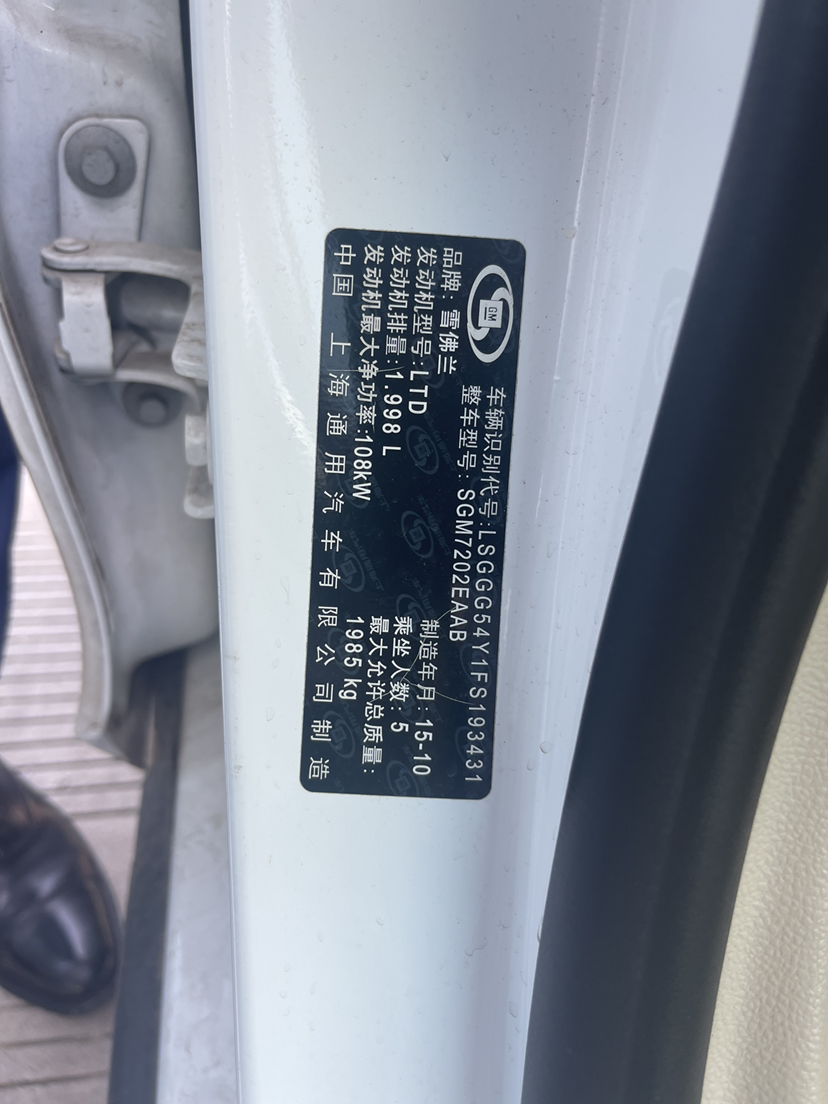 GM
车辆识别代号:LSGGG54Y1FS193431
整车型号: SGM7202EAAB
品牌: 雪佛兰
发动机型号:LTD 制造年月:15-10
发动机排量:1.998 L 乘坐人数:5
发动机最大净功率:108kW 最大允许总质量:
1985 kg
中国 上海通用汽车有限公司制造